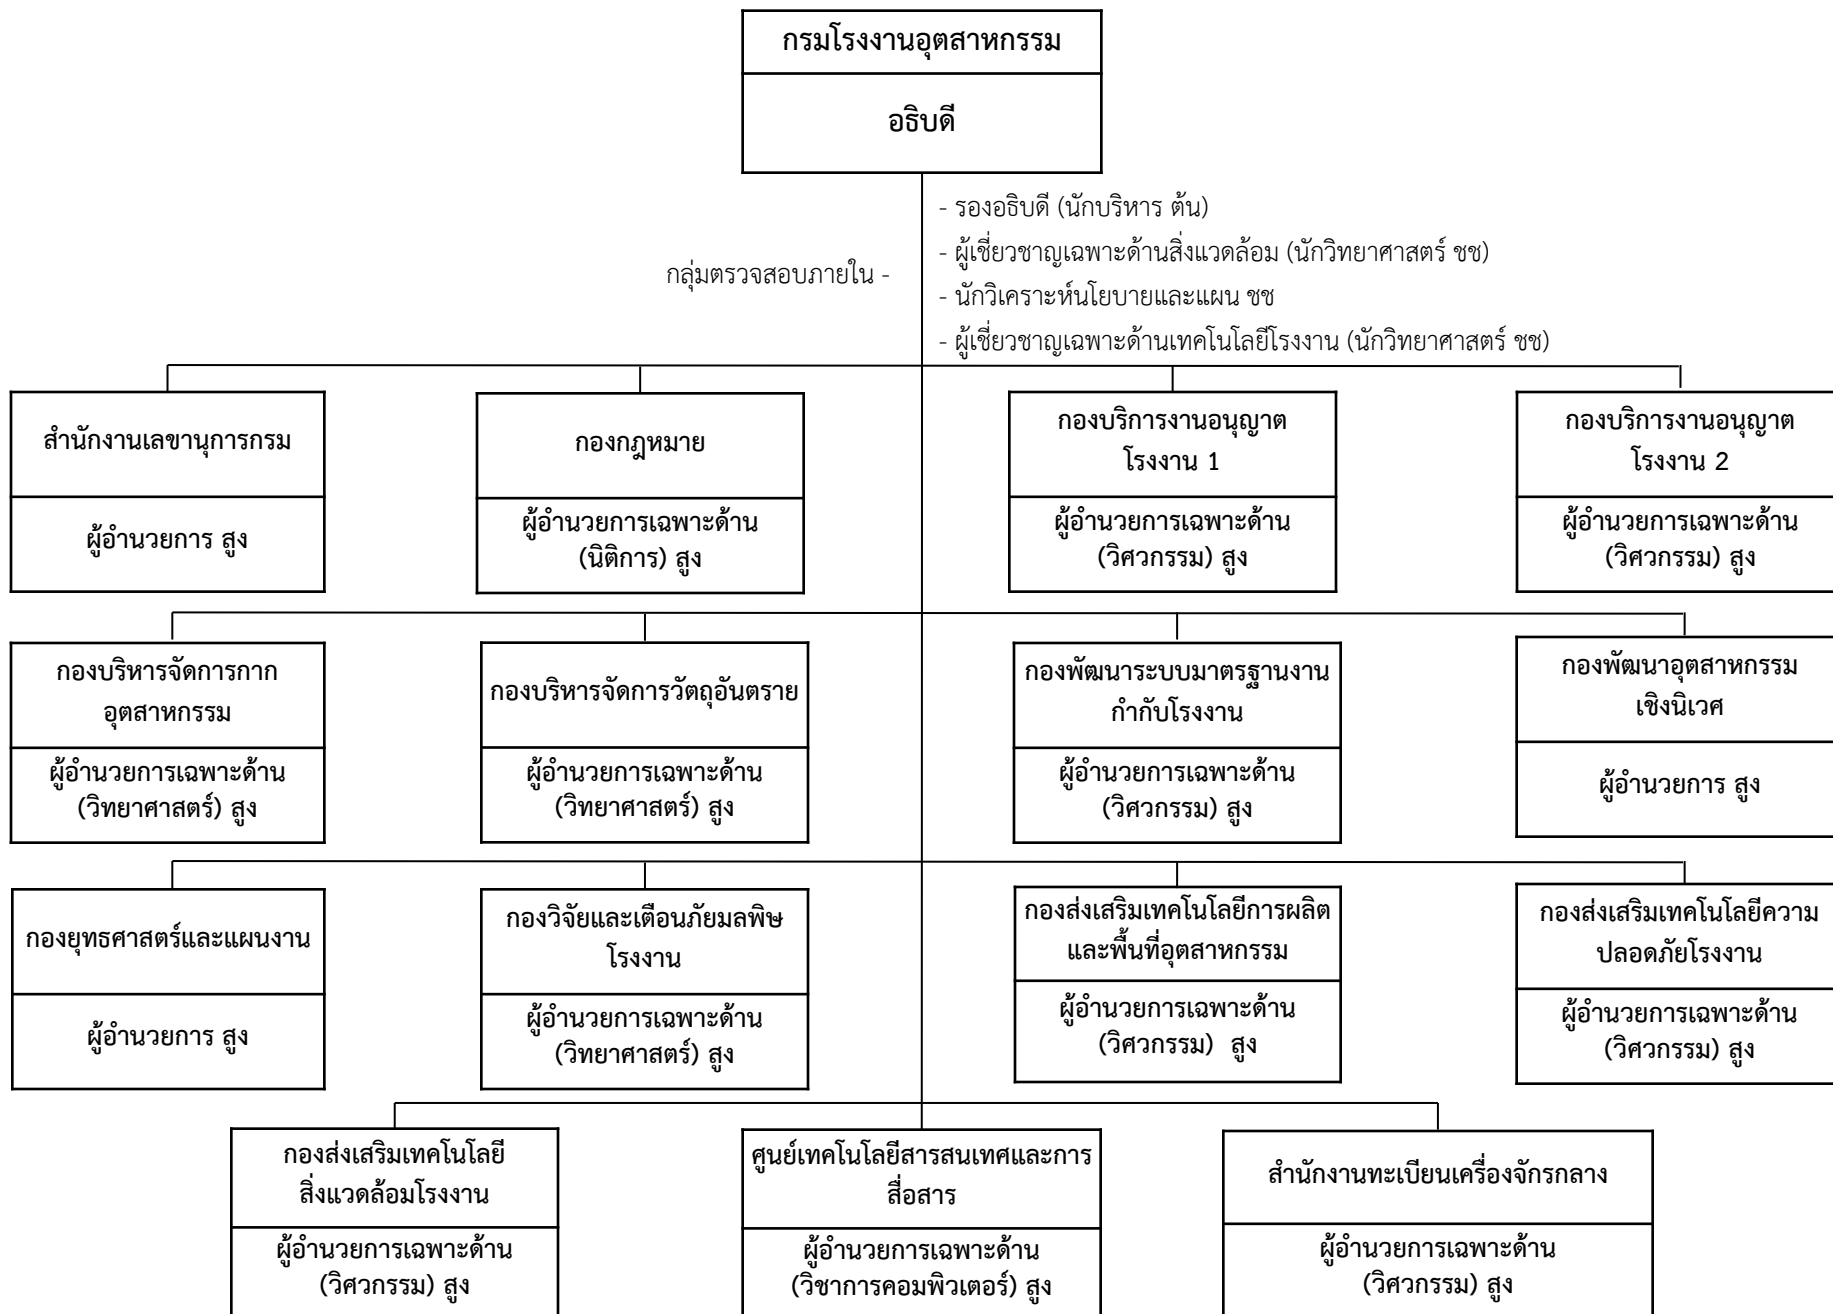 กรมโรงงานอุตสาหกรรม
อธิบดี
- รองอธิบดี (นักบริหาร ต้น)
- ผู้เชี่ยวชาญเฉพาะด้านสิ่งแวดล้อม (นักวิทยาศาสตร์ ชช)
กลุ่มตรวจสอบภายใน -
- นักวิเคราะห์นโยบายและแผน ชช
- ผู้เชี่ยวชาญเฉพาะด้านเทคโนโลยีโรงงาน (นักวิทยาศาสตร์ ชช)
สำนักงานเลขานุการกรม
ผู้อำนวยการ สูง
กองกฎหมาย
ผู้อำนวยการเฉพาะด้าน
(นิติการ) สูง
กองบริการงานอนุญาต
โรงงาน 1
ผู้อำนวยการเฉพาะด้าน
(วิศวกรรม) สูง
กองบริการงานอนุญาต
โรงงาน 2
ผู้อำนวยการเฉพาะด้าน
(วิศวกรรม) สูง
กองบริหารจัดการกาก
อุตสาหกรรม
ผู้อำนวยการเฉพาะด้าน
(วิทยาศาสตร์) สูง
กองบริหารจัดการวัตถุอันตราย
ผู้อำนวยการเฉพาะด้าน
(วิทยาศาสตร์) สูง
กองพัฒนาระบบมาตรฐานงาน
กำกับโรงงาน
ผู้อำนวยการเฉพาะด้าน
(วิศวกรรม) สูง
กองพัฒนาอุตสาหกรรม
เชิงนิเวศ
ผู้อำนวยการ สูง
กองยุทธศาสตร์และแผนงาน
ผู้อำนวยการ สูง
กองวิจัยและเตือนภัยมลพิษ
โรงงาน
ผู้อำนวยการเฉพาะด้าน
(วิทยาศาสตร์) สูง
กองส่งเสริมเทคโนโลยีการผลิต
และพื้นที่อุตสาหกรรม
ผู้อำนวยการเฉพาะด้าน
(วิศวกรรม) สูง
กองส่งเสริมเทคโนโลยีความ
ปลอดภัยโรงงาน
ผู้อำนวยการเฉพาะด้าน
(วิศวกรรม) สูง
กองส่งเสริมเทคโนโลยี
สิ่งแวดล้อมโรงงาน
ผู้อำนวยการเฉพาะด้าน
(วิศวกรรม) สูง
ศูนย์เทคโนโลยีสารสนเทศและการ
สื่อสาร
ผู้อำนวยการเฉพาะด้าน
(วิชาการคอมพิวเตอร์) สูง
สำนักงานทะเบียนเครื่องจักรกลาง
ผู้อำนวยการเฉพาะด้าน
(วิศวกรรม) สูง